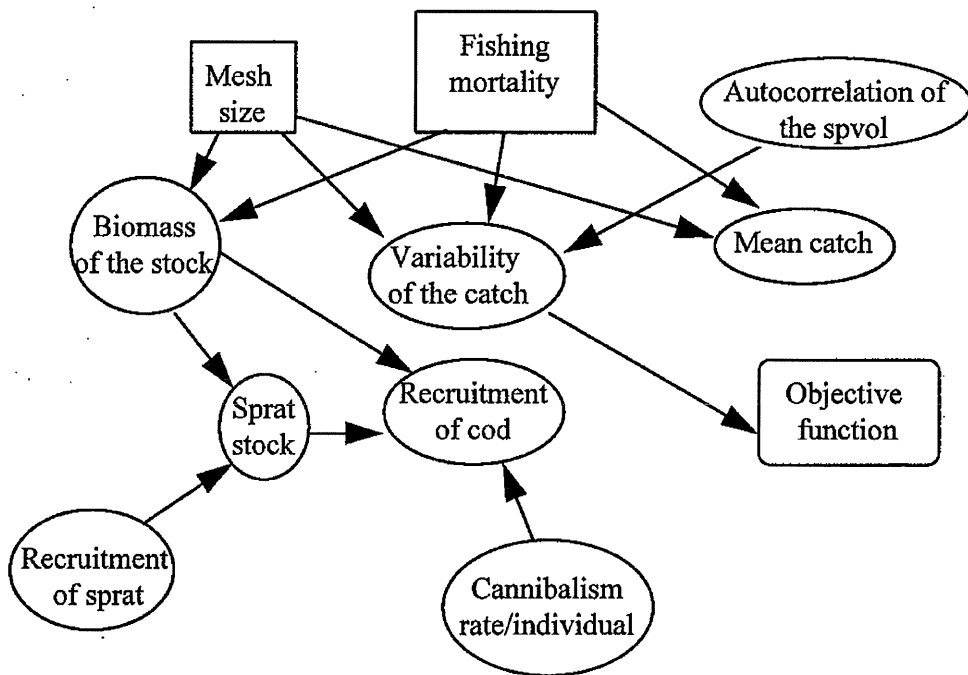 Mesh
size
Fishing
mortality
Autocorrelation of
the spvol
Biomass
of the stock
Variability
of the catch
Mean catch
Sprat
stock
Recruitment
of cod
Objective
function
Recruitment
of sprat
Cannibalism
rate/individual